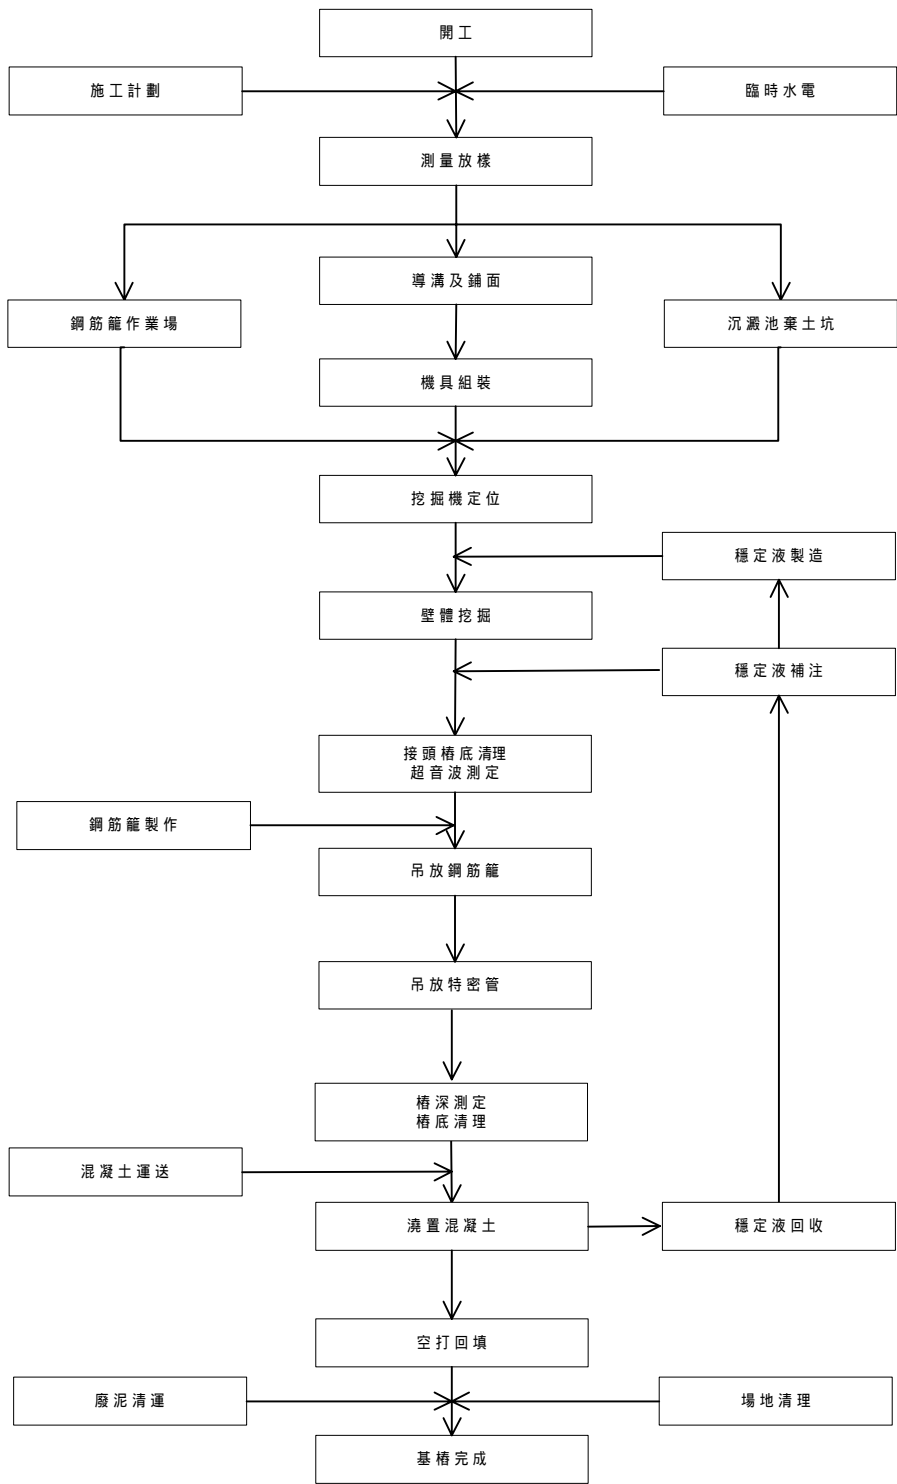 開工
施工計劃
臨時水電
測量放樣
導溝及鋪面
鋼筋籠作業場
沉澱池棄土坑
機具組裝
挖掘機定位
穩定液製造
壁體挖掘
穩定液補注
接頭樁底清理
超音波測定
鋼筋籠製作
吊放鋼筋籠
吊放特密管
樁深測定
樁底清理
混凝土運送
澆置混凝土
穩定液回收
空打回填
廢泥清運
場地清理
基樁完成